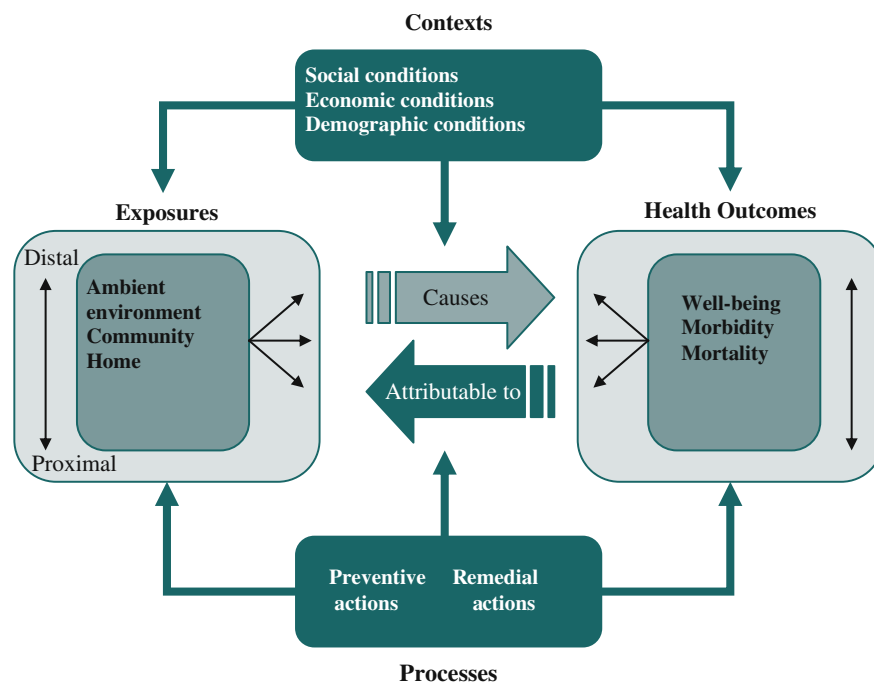 Contexts
Social conditions
Economic conditions
Demographic conditions
Exposures
Health Outcomes
Distal
Ambient
environment
Community
Home
Proximal
Causes
Attributable to
Well-being
Morbidity
Mortality
Preventive
actions
Remedial
actions
Processes